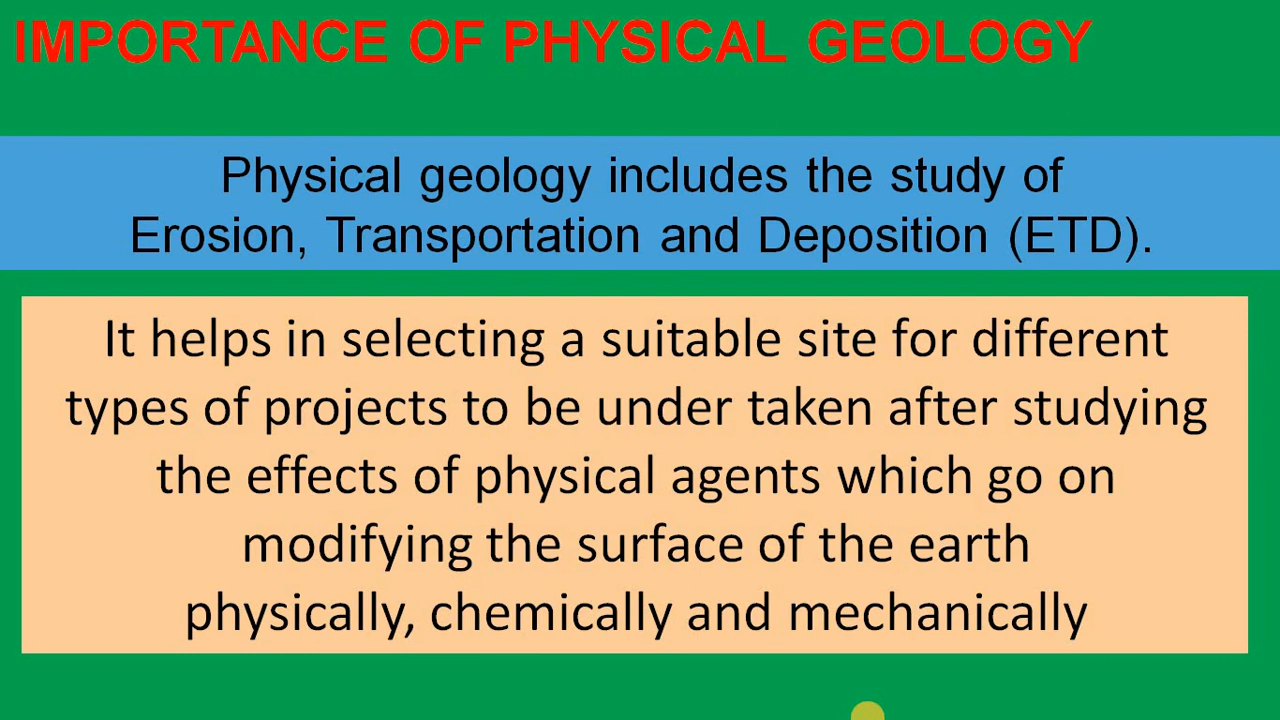 IMPORTANCE OF PHYSICAL GEOLOGY
Physical geology includes the study of
Erosion, Transportation and Deposition (ETD).
It helps in selecting a suitable site for different
types of projects to be under taken after studying
the effects of physical agents which go on
modifying the surface of the earth
physically, chemically and mechanically